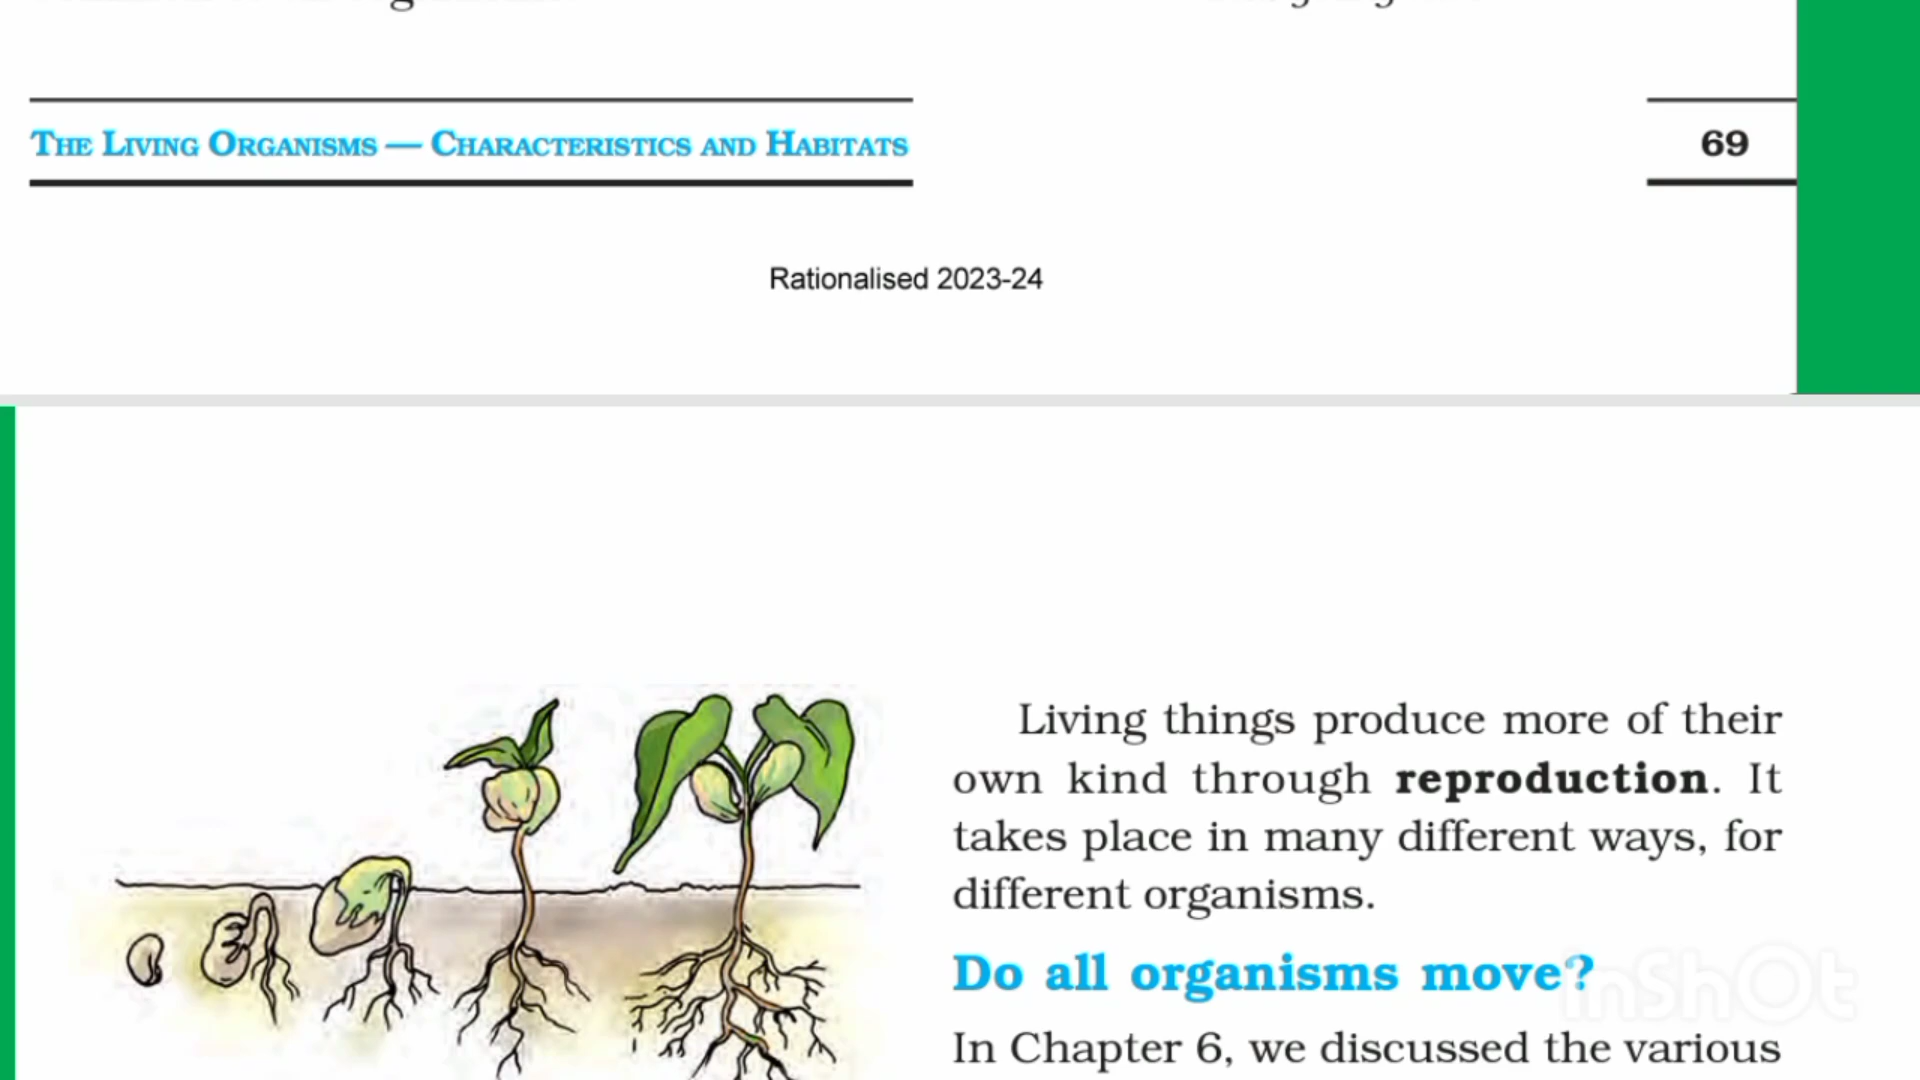 The Living Organisms — Characteristics and Habitats
69
Rationalised 2023-24
Living things produce more of their
own kind through reproduction. It
takes place in many different ways, for
different organisms.
Do all organisms move?
In Chapter 6, we discussed the various
InShOt